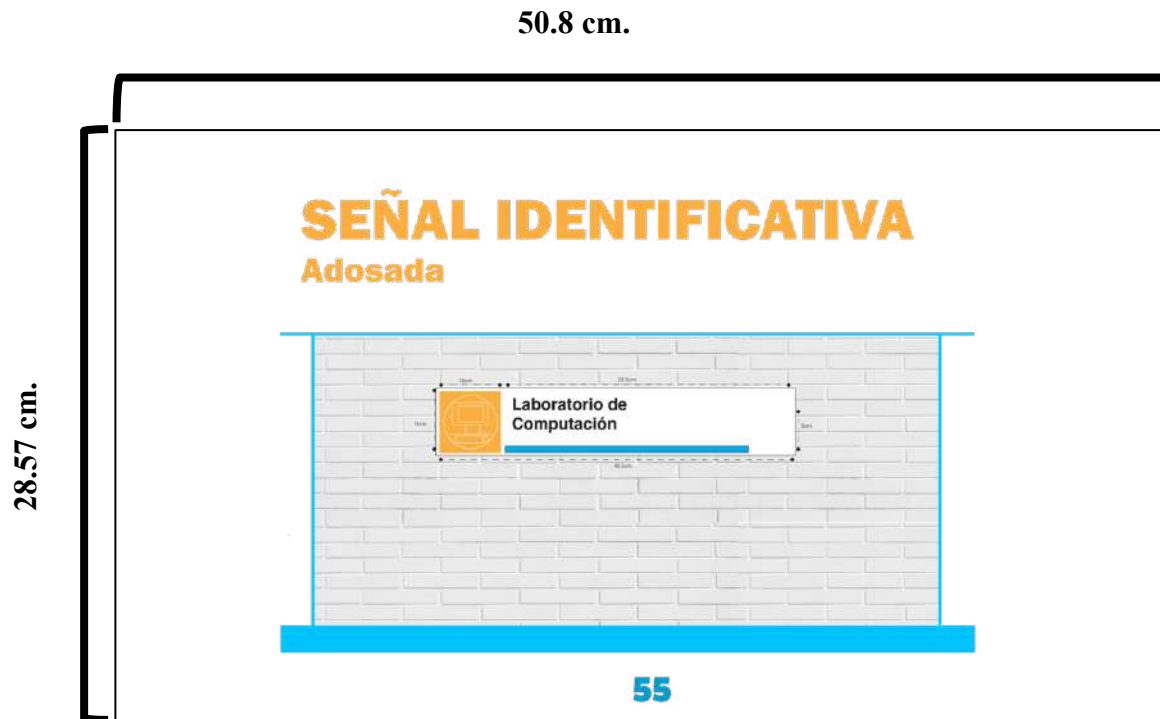 50.8 cm.
28.57 cm.
SEÑAL IDENTIFICATIVA
Adosada
Laboratorio de
Computación
55